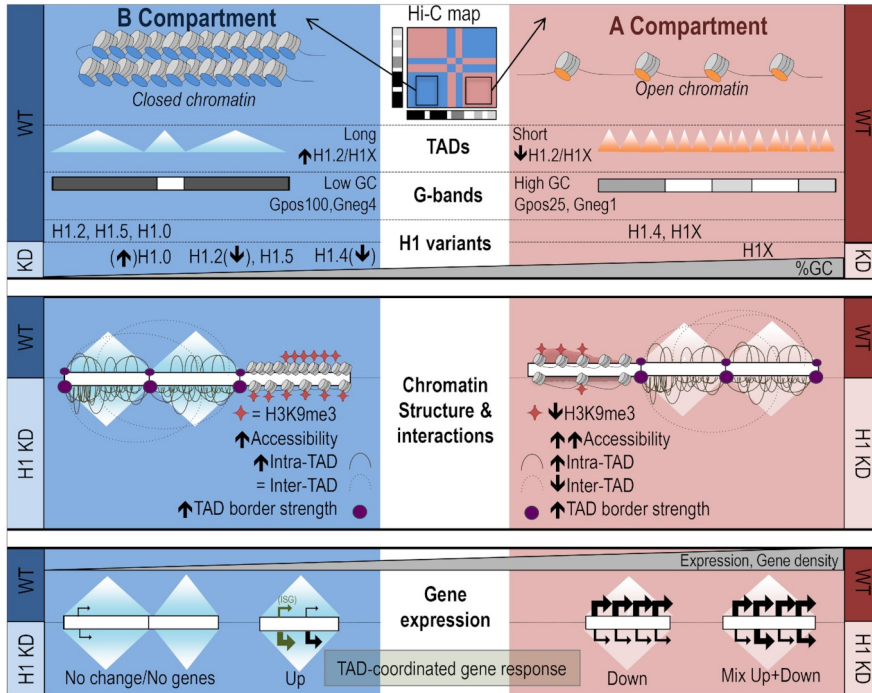 B Compartment
Hi-C map
A Compartment
Closed chromatin
Open chromatin
WT
WT
Long
↑H1.2/H1X
TADs
Short
↓H1.2/H1X
Low GC
Gpos100,Gneg4
G-bands
High GC
Gpos25, Gneg1
H1.2, H1.5, H1.0
H1 variants
H1.4, H1X
KD
(↑)H1.0 H1.2(↓), H1.5 H1.4(↓)
H1X
KD
%GC
WT
WT
Chromatin
Structure &
interactions
H1 KD
H1 KD
= H3K9me3
↑Accessibility
↑Intra-TAD
= Inter-TAD
↑TAD border strength
↓H3K9me3
↑↑Accessibility
↑Intra-TAD
↓Inter-TAD
↑TAD border strength
Expression, Gene density
WT
WT
(ISG)
Gene
expression
H1 KD
H1 KD
No change/No genes
Up
TAD-coordinated gene response
Down
Mix Up+Down